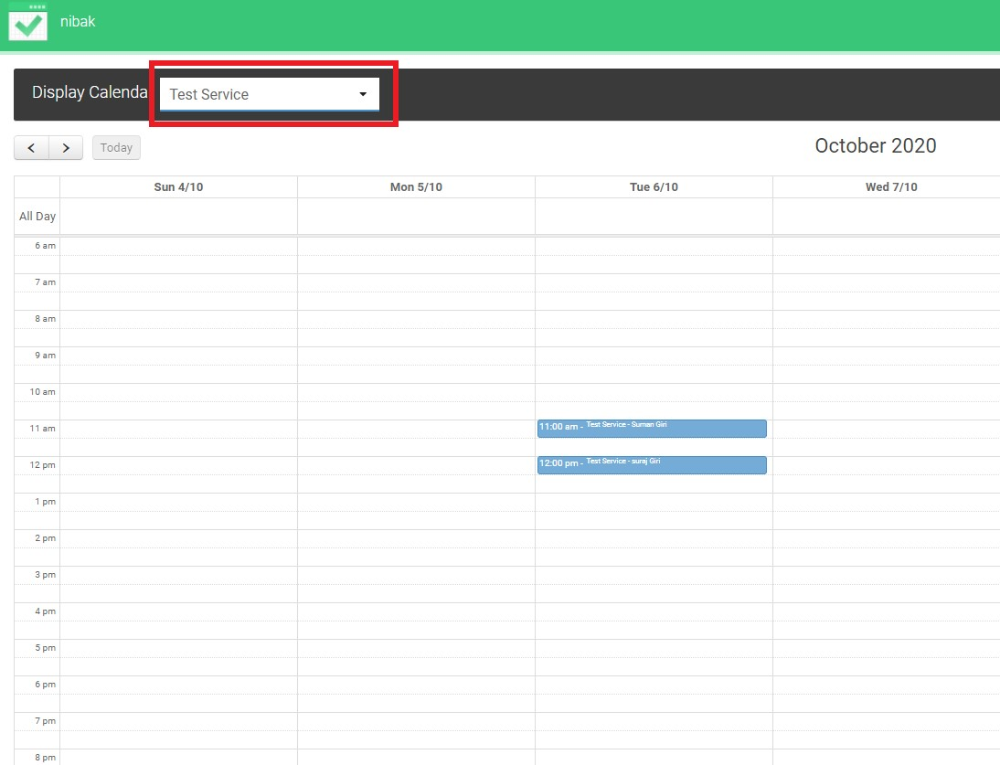 nibak
Display Calenda
Test Service
Today
October 2020
Sun 4/10
Mon 5/10
Tue 6/10
Wed 7/10
All Day
6 am
7 am
8 am
9 am
10 am
11 am
11:00 am - Test Service - Suman Giri
12 pm
12:00 pm - Test Service - suraj Giri
1 pm
2 pm
3 pm
4 pm
5 pm
6 pm
7 pm
8 pm